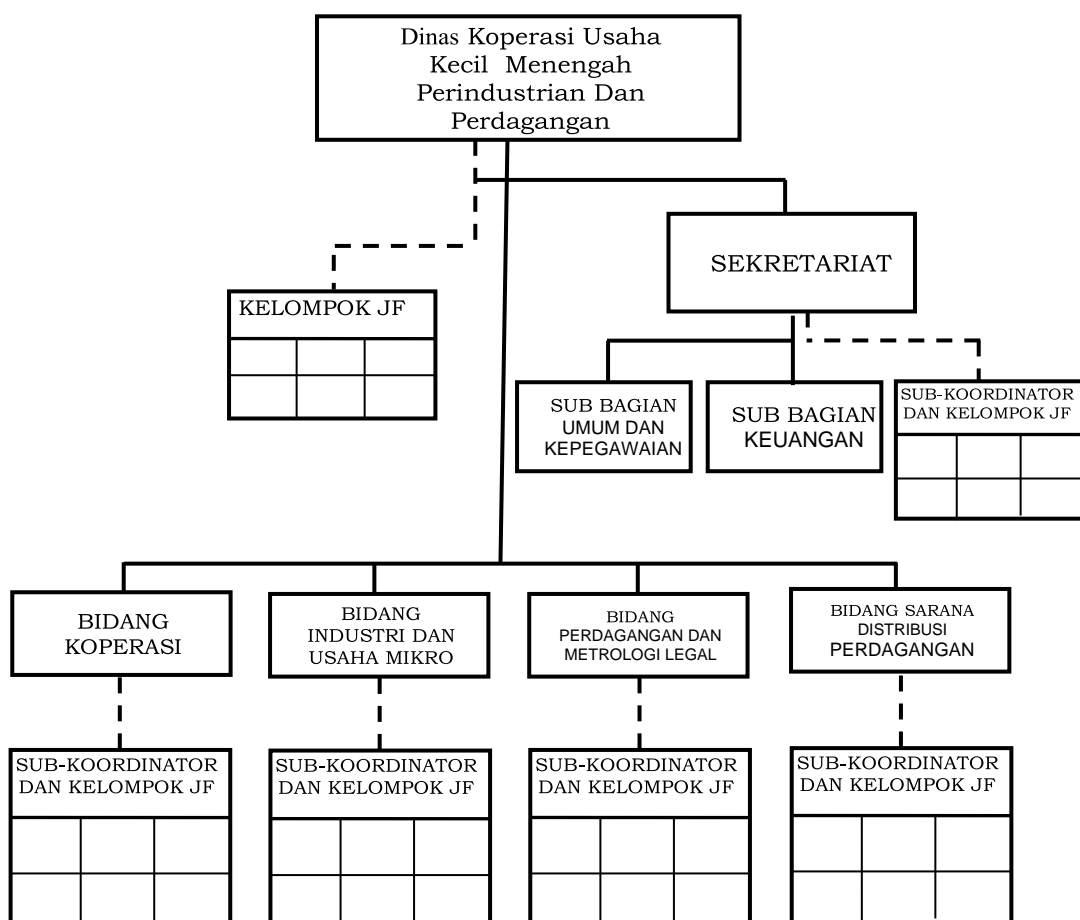 Dinas Koperasi Usaha
Kecil Menengah
Perindustrian Dan
Perdagangan
SEKRETARIAT
KELOMPOK JF
SUB BAGIAN
UMUM DAN
KEPEGAWAIAN
SUB BAGIAN
KEUANGAN
SUB-KOORDINATOR
DAN KELOMPOK JF
BIDANG
KOPERASI
BIDANG
INDUSTRI DAN
USAHA MIKRO
BIDANG
PERDAGANGAN DAN
METROLOGI LEGAL
BIDANG SARANA
DISTRIBUSI
PERDAGANGAN
SUB-KOORDINATOR
DAN KELOMPOK JF
SUB-KOORDINATOR
DAN KELOMPOK JF
SUB-KOORDINATOR
DAN KELOMPOK JF
SUB-KOORDINATOR
DAN KELOMPOK JF